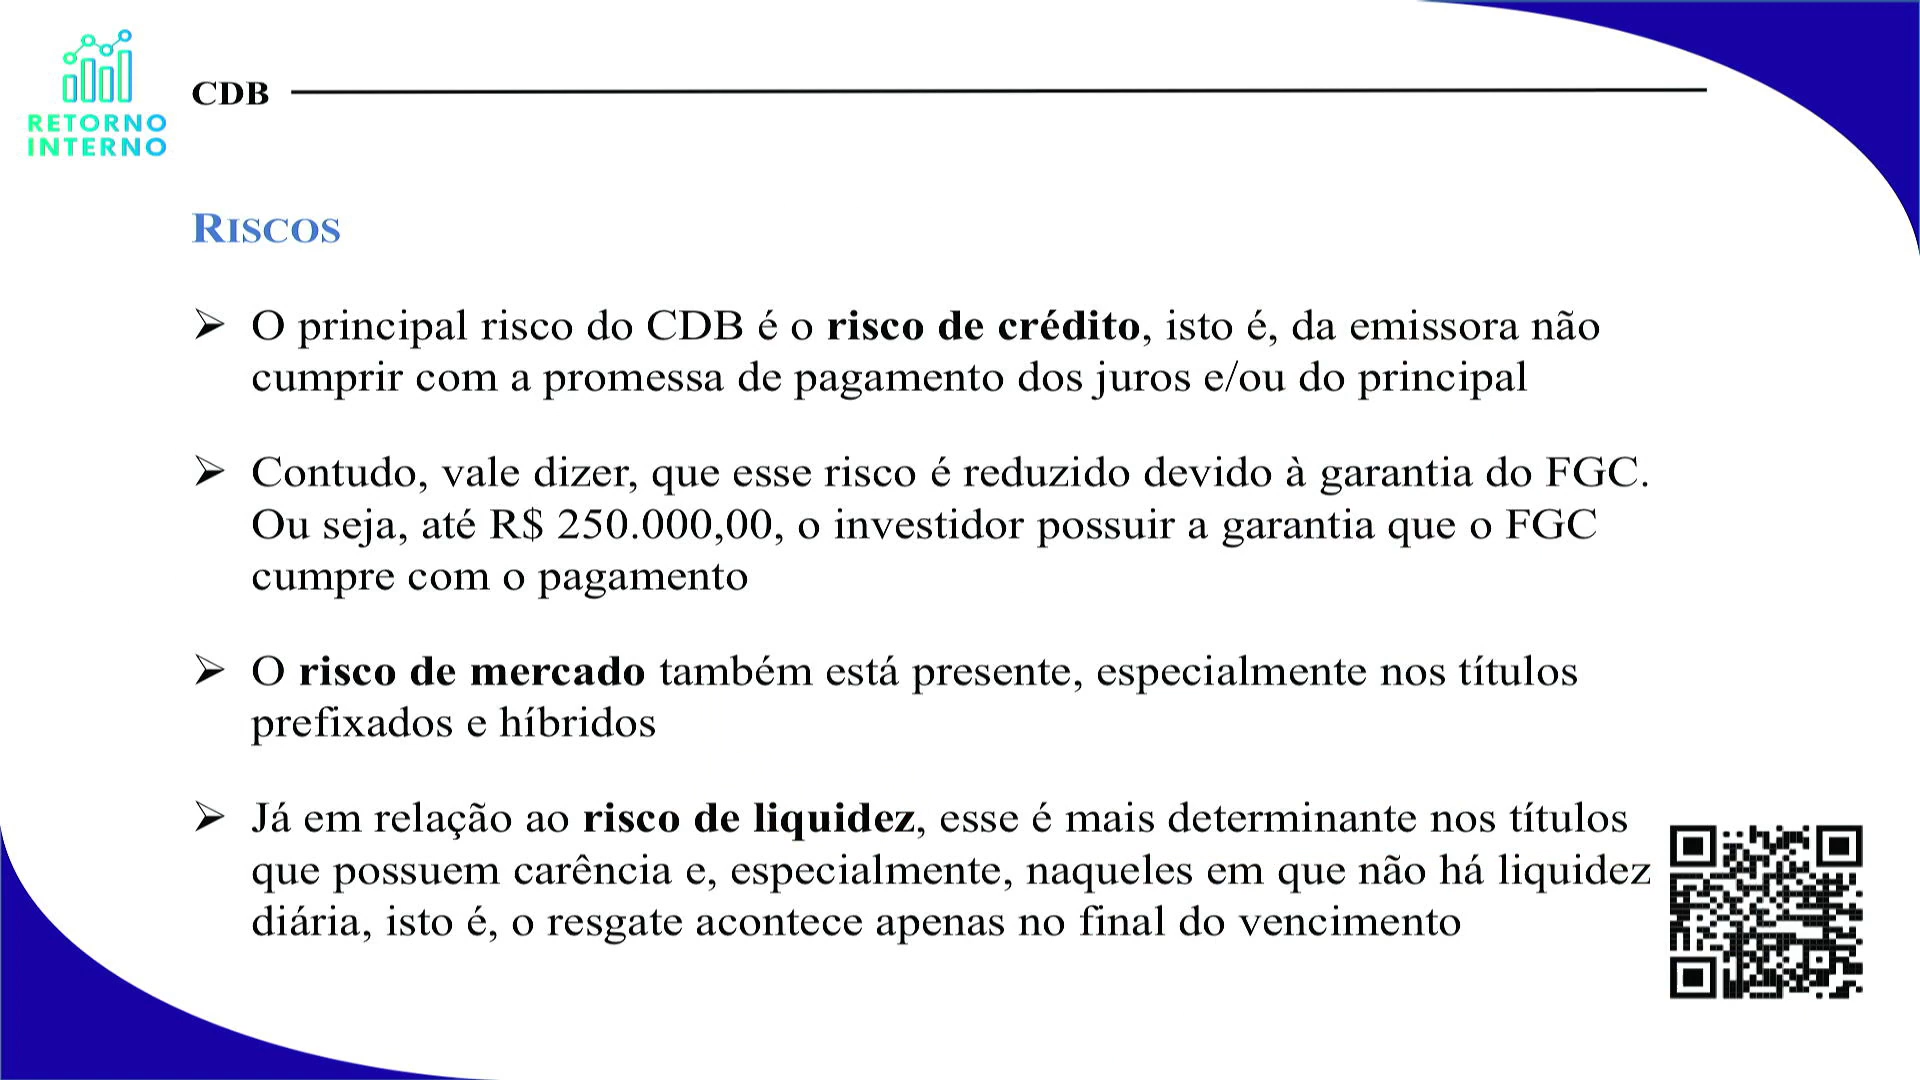 RETORNO
INTERNO
CDB
RISCOS
➢ O principal risco do CDB é o risco de crédito, isto é, da emissora não
cumprir com a promessa de pagamento dos juros e/ou do principal
➢ Contudo, vale dizer, que esse risco é reduzido devido à garantia do FGC.
Ou seja, até R$ 250.000,00, o investidor possuir a garantia que o FGC
cumpre com o pagamento
➢ O risco de mercado também está presente, especialmente nos títulos
prefixados e híbridos
➢ Já em relação ao risco de liquidez, esse é mais determinante nos títulos
que possuem carência e, especialmente, naqueles em que não há liquidez
diária, isto é, o resgate acontece apenas no final do vencimento